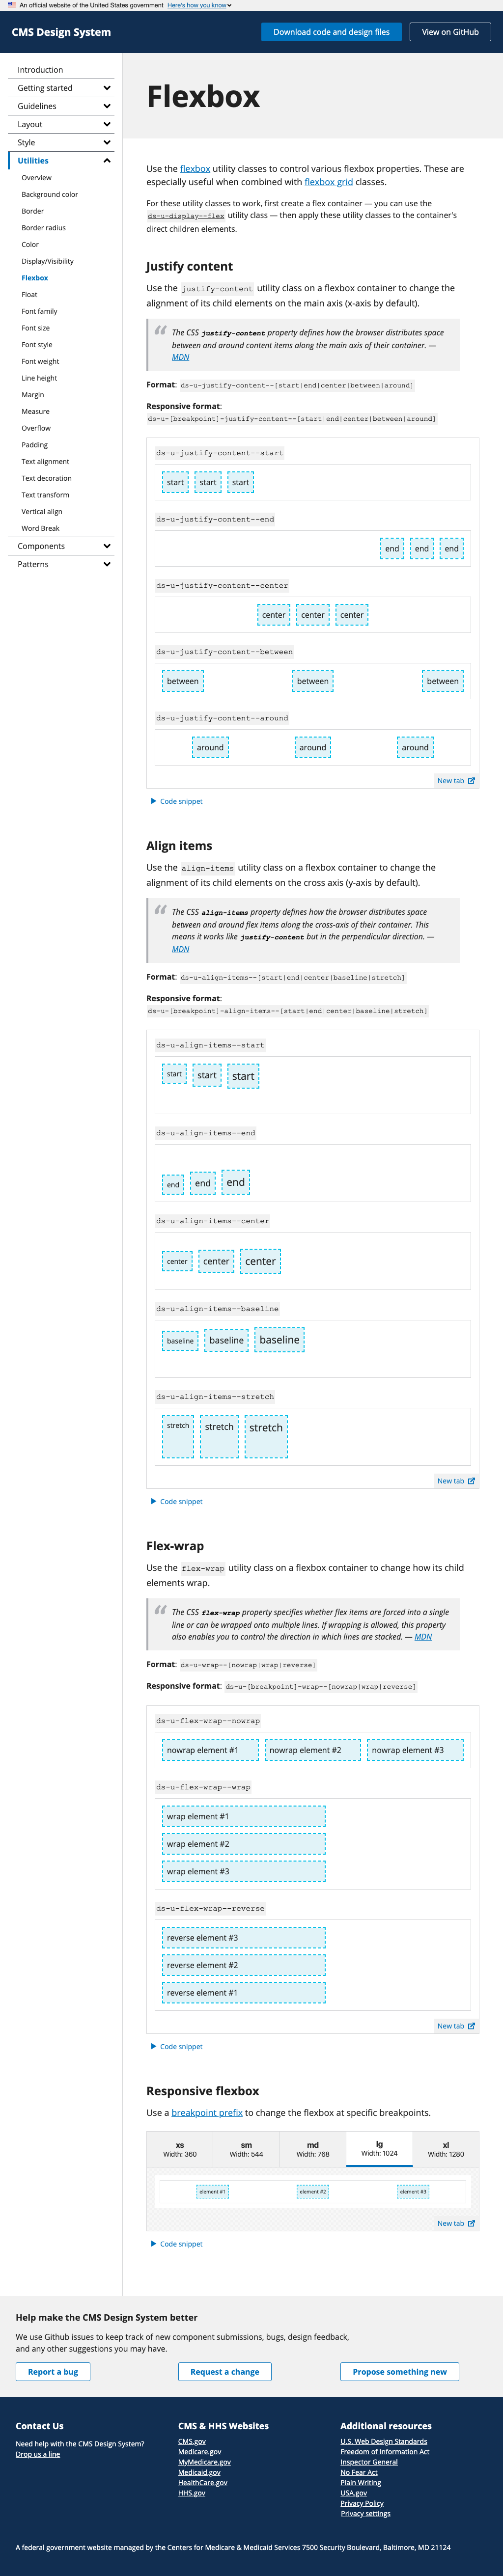 An official website of the United States government Here's how you know
CMS Design System
Download code and design files
View on GitHub
Introduction
Getting started
Guidelines
Layout
Style
Utilities
Overview
Background color
Border
Border radius
Color
Display/Visibility
Flexbox
Float
Font family
Font size
Font style
Font weight
Line height
Margin
Measure
Overflow
Padding
Text alignment
Text decoration
Text transform
Vertical align
Word Break
Components
Patterns
Flexbox
Use the flexbox utility classes to control various flexbox properties. These are
especially useful when combined with flexbox grid classes.
For these utility classes to work, first create a flex container — you can use the
ds-u-display--flex utility class — then apply these utility classes to the container's
direct children elements.
Justify content
Use the justify-content utility class on a flexbox container to change the
alignment of its child elements on the main axis (x-axis by default).
The CSS justify-content property defines how the browser distributes space
between and around content items along the main axis of their container. —
MDN
Format: ds-u-justify-content--[start|end|center|between|around]
Responsive format:
ds-u-[breakpoint]-justify-content--[start|end|center|between|around]
ds-u-justify-content--start
start start start
ds-u-justify-content--end
end end end
ds-u-justify-content--center
center center center
ds-u-justify-content--between
between between between
ds-u-justify-content--around
around around around
New tab
Code snippet
Align items
Use the align-items utility class on a flexbox container to change the
alignment of its child elements on the cross axis (y-axis by default).
The CSS align-items property defines how the browser distributes space
between and around flex items along the cross-axis of their container. This
means it works like justify-content but in the perpendicular direction. —
MDN
Format: ds-u-align-items--[start|end|center|baseline|stretch]
Responsive format:
ds-u-[breakpoint]-align-items--[start|end|center|baseline|stretch]
ds-u-align-items--start
start start start
ds-u-align-items--end
end end end
ds-u-align-items--center
center center center
ds-u-align-items--baseline
baseline baseline baseline
ds-u-align-items--stretch
stretch stretch stretch
New tab
Code snippet
Flex-wrap
Use the flex-wrap utility class on a flexbox container to change how its child
elements wrap.
The CSS flex-wrap property specifies whether flex items are forced into a single
line or can be wrapped onto multiple lines. If wrapping is allowed, this property
also enables you to control the direction in which lines are stacked. — MDN
Format: ds-u-wrap--[nowrap|wrap|reverse]
Responsive format: ds-u-[breakpoint]-wrap--[nowrap|wrap|reverse]
ds-u-flex-wrap--nowrap
nowrap element #1 nowrap element #2 nowrap element #3
ds-u-flex-wrap--wrap
wrap element #1
wrap element #2
wrap element #3
ds-u-flex-wrap--reverse
reverse element #3
reverse element #2
reverse element #1
New tab
Code snippet
Responsive flexbox
Use a breakpoint prefix to change the flexbox at specific breakpoints.
xs sm md lg xl
Width: 360 Width: 544 Width: 768 Width: 1024 Width: 1280
element #1 element #2 element #3
New tab
Code snippet
Help make the CMS Design System better
We use Github issues to keep track of new component submissions, bugs, design feedback,
and any other suggestions you may have.
Report a bug
Request a change
Propose something new
Contact Us
Need help with the CMS Design System?
Drop us a line
CMS & HHS Websites
CMS.gov
Medicare.gov
MyMedicare.gov
Medicaid.gov
HealthCare.gov
HHS.gov
Additional resources
U.S. Web Design Standards
Freedom of Information Act
Inspector General
No Fear Act
Plain Writing
USA.gov
Privacy Policy
Privacy settings
A federal government website managed by the Centers for Medicare & Medicaid Services 7500 Security Boulevard, Baltimore, MD 21124